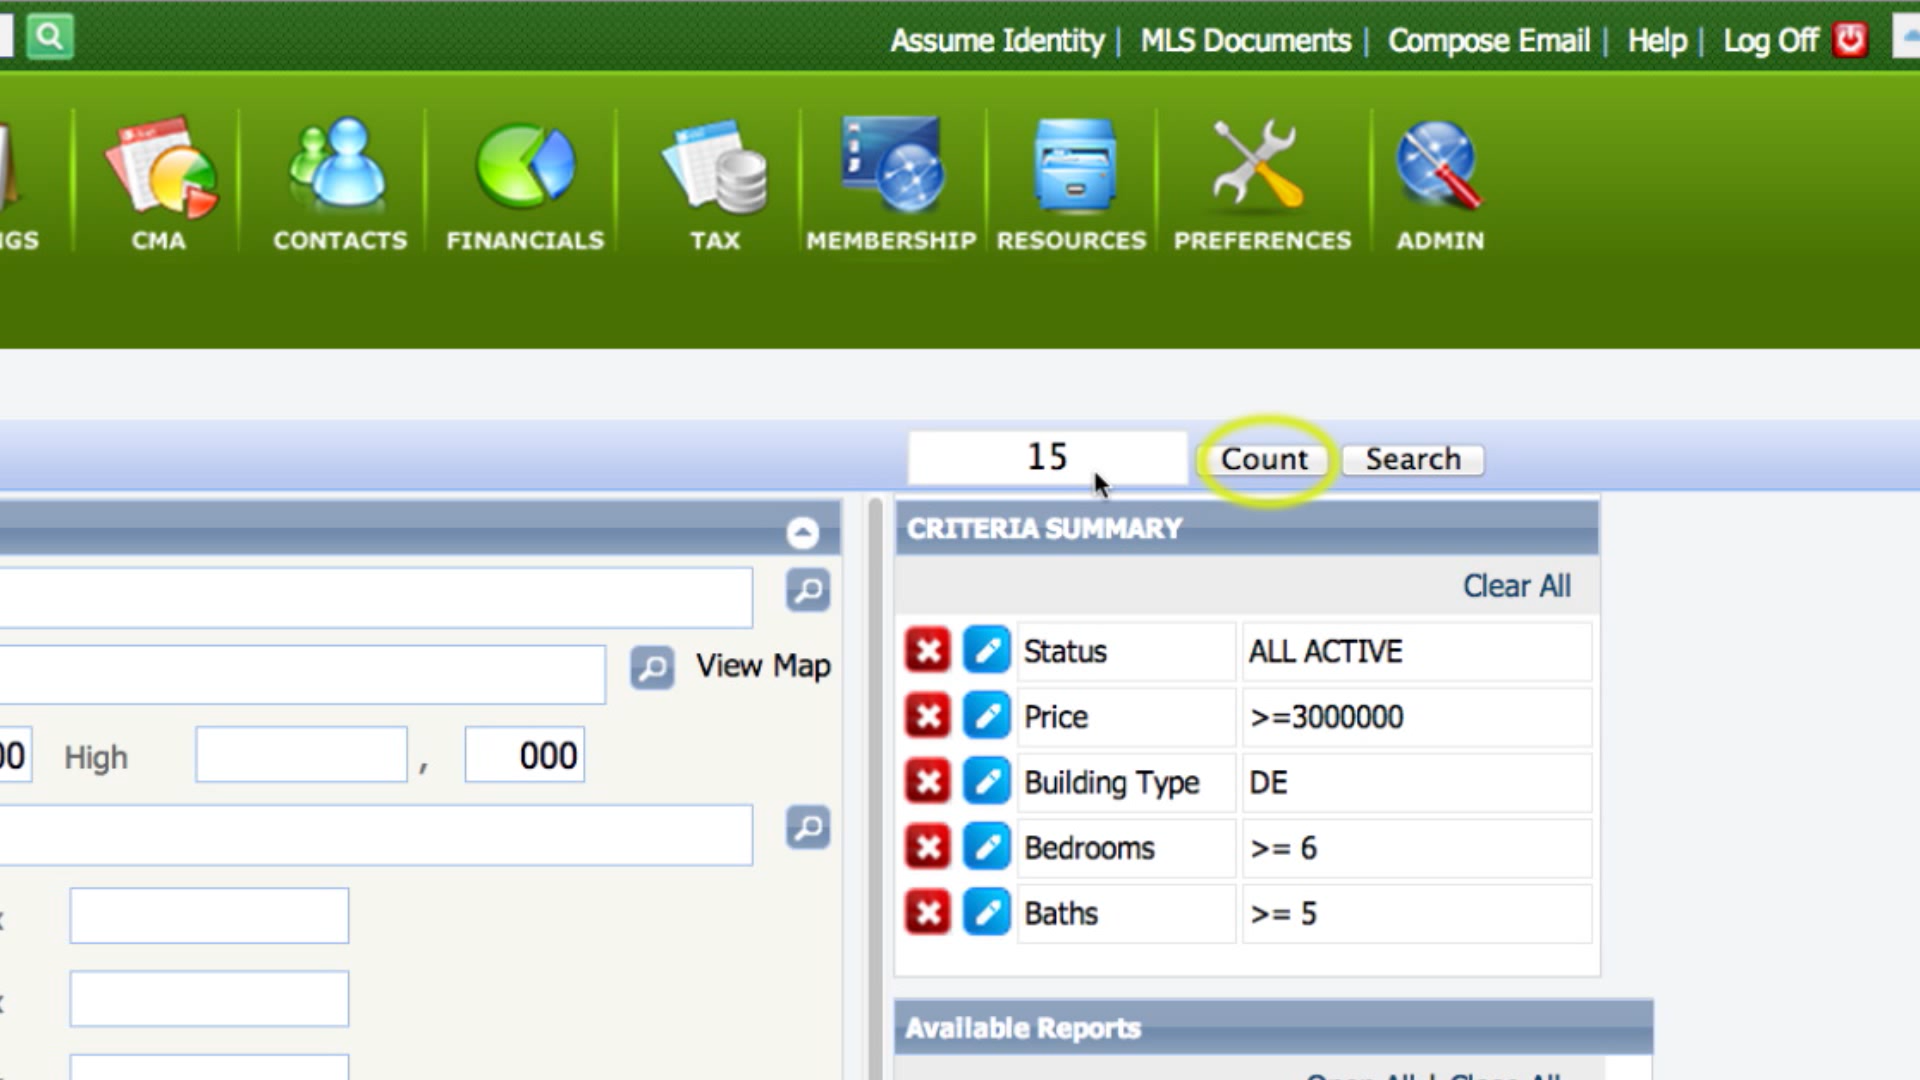 Assume Identity | MLS Documents | Compose Email | Help | Log Off
CMA CONTACTS FINANCIALS TAX MEMBERSHIP RESOURCES PREFERENCES ADMIN
15 Count Search
CRITERIA SUMMARY
Clear All
Status ALL ACTIVE
View Map
Price >=3000000
High , 000
Building Type DE
Bedrooms >= 6
Baths >= 5
Available Reports